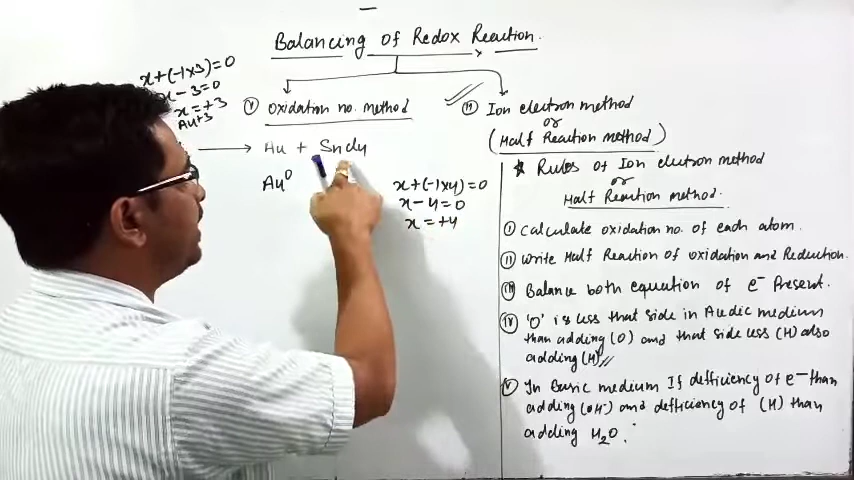 Balancing of Redox Reaction.
x+(-1x3)=0
x-3=0
x=+3
Au+3
(I) Oxidation no. method
(II) Ion electron method
or
(Half Reaction method)
→ Au + Sncl4
Au0
x+(-1x4)=0
x-4=0
x=+4
* Rules of Ion electron method
or
Half Reaction method.
(I) Calculate oxidation no. of each atom.
(II) Write Half Reaction of oxidation and Reduction.
(III) Balance both equation of e- Present.
(IV) 'O' is less that side in Acidic medium
than adding (O) and that side less (H) also
adding (H)
(V) In Basic medium If defficiency of e- than
adding (OH-) and defficiency of (H) than
adding H2O.